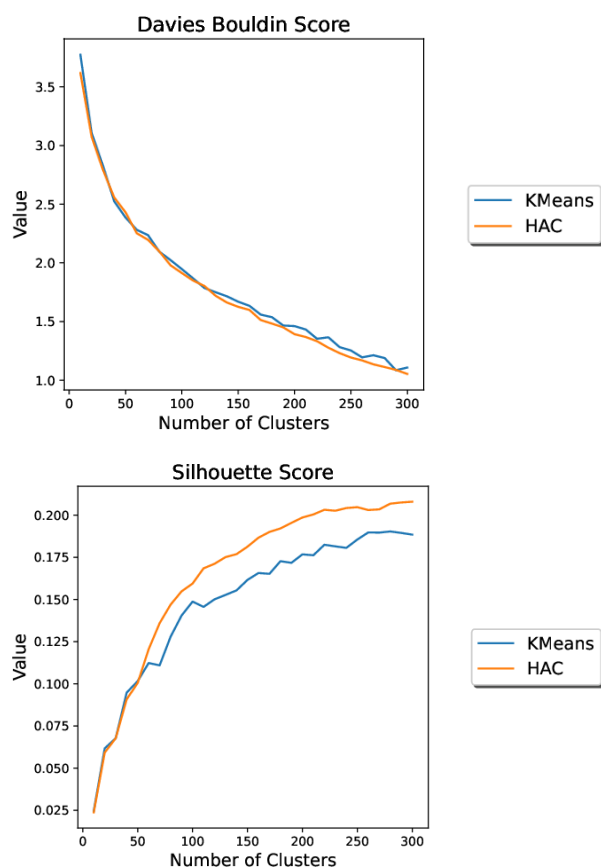 Davies Bouldin Score
3.5
3.0
2.5
2.0
1.5
1.0
Value
0 50 100 150 200 250 300
Number of Clusters
KMeans
HAC
Silhouette Score
0.200
0.175
0.150
0.125
0.100
0.075
0.050
0.025
Value
0 50 100 150 200 250 300
Number of Clusters
KMeans
HAC